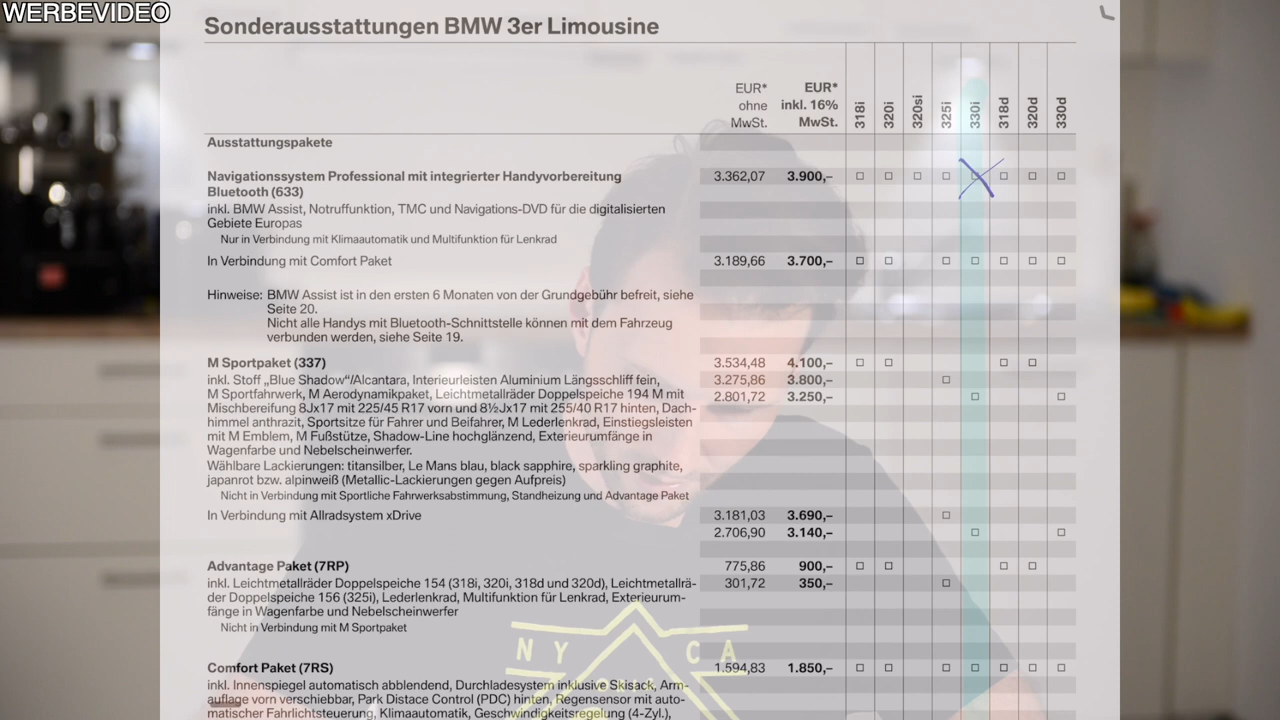 WERBEVIDEO
Sonderausstattungen BMW 3er Limousine
EUR* ohne MwSt. EUR* inkl. 16% MwSt. 318i 320i 320si 325i 330i 318d 320d 330d
Ausstattungspakete
Navigationssystem Professional mit integrierter Handyvorbereitung 3.362,07 3.900,–
Bluetooth (633)
inkl. BMW Assist, Notruffunktion, TMC und Navigations-DVD für die digitalisierten
Gebiete Europas
Nur in Verbindung mit Klimaautomatik und Multifunktion für Lenkrad
In Verbindung mit Comfort Paket 3.189,66 3.700,–
Hinweise: BMW Assist ist in den ersten 6 Monaten von der Grundgebühr befreit, siehe
Seite 20.
Nicht alle Handys mit Bluetooth-Schnittstelle können mit dem Fahrzeug
verbunden werden, siehe Seite 19.
M Sportpaket (337) 3.534,48 4.100,–
inkl. Stoff „Blue Shadow“/Alcantara, Interieurleisten Aluminium Längsschliff fein, 3.275,86 3.800,–
M Sportfahrwerk, M Aerodynamikpaket, Leichtmetallräder Doppelspeiche 194 M mit 2.801,72 3.250,–
Mischbereifung 8Jx17 mit 225/45 R17 vorn und 8½Jx17 mit 255/40 R17 hinten, Dach-
himmel anthrazit, Sportsitze für Fahrer und Beifahrer, M Lederlenkrad, Einstiegsleisten
mit M Emblem, M Fußstütze, Shadow-Line hochglänzend, Exterieurumfänge in
Wagenfarbe und Nebelscheinwerfer.
Wählbare Lackierungen: titansilber, Le Mans blau, black sapphire, sparkling graphite,
japanrot bzw. alpinweiß (Metallic-Lackierungen gegen Aufpreis)
Nicht in Verbindung mit Sportliche Fahrwerksabstimmung, Standheizung und Advantage Paket
In Verbindung mit Allradsystem xDrive 3.181,03 3.690,–
2.706,90 3.140,–
Advantage Paket (7RP) 775,86 900,–
inkl. Leichtmetallräder Doppelspeiche 154 (318i, 320i, 318d und 320d), Leichtmetallrä- 301,72 350,–
der Doppelspeiche 156 (325i), Lederlenkrad, Multifunktion für Lenkrad, Exterieurum-
fänge in Wagenfarbe und Nebelscheinwerfer
Nicht in Verbindung mit M Sportpaket
NY CA
Comfort Paket (7RS) 1.594,83 1.850,–
inkl. Innenspiegel automatisch abblendend, Durchladesystem inklusive Skisack, Arm-
auflage vorn verschiebbar, Park Distace Control (PDC) hinten, Regensensor mit auto-
matischer Fahrlichtsteuerung, Klimaautomatik, Geschwindigkeitsregelung (4-Zyl.),